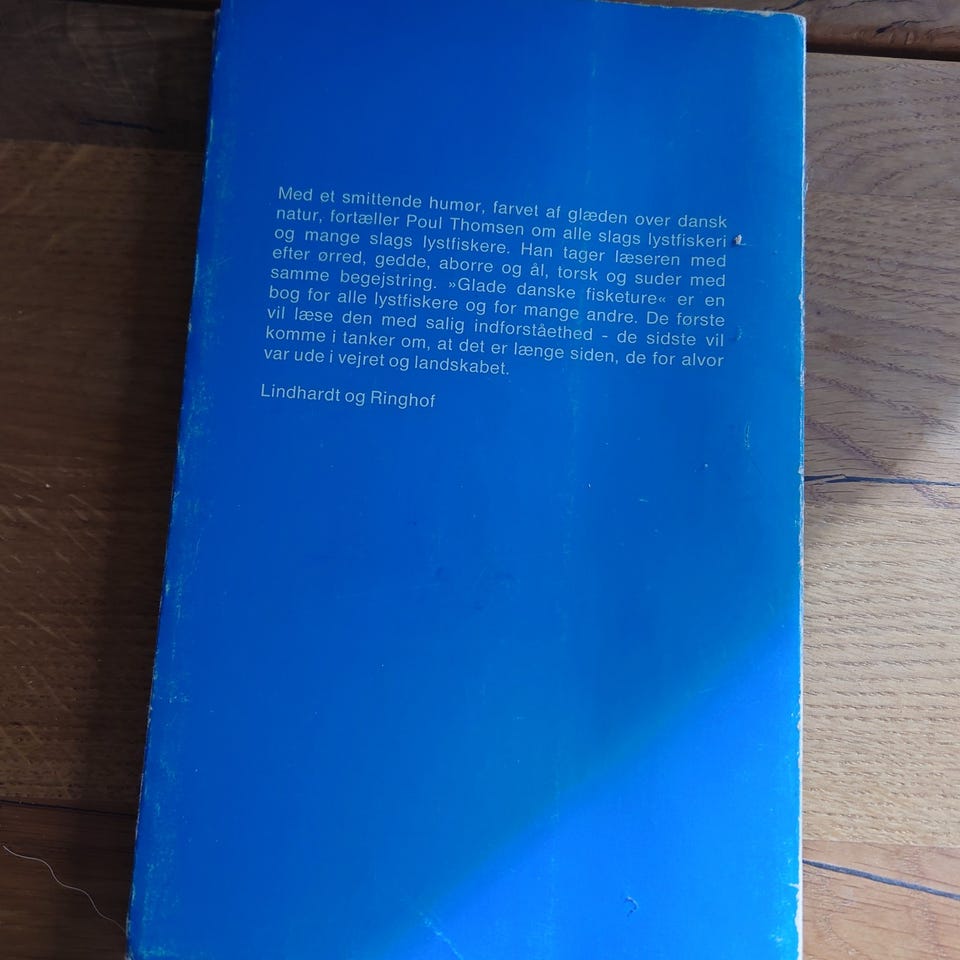 Med et smittende humør, farvet af glæden over dansk
natur, fortæller Poul Thomsen om alle slags lystfiskeri
og mange slags lystfiskere. Han tager læseren med
efter ørred, gedde, aborre og ål, torsk og suder med
samme begejstring. »Glade danske fisketure« er en
bog for alle lystfiskere og for mange andre. De første
vil læse den med salig indforståethed - de sidste vil
komme i tanker om, at det er længe siden, de for alvor
var ude i vejret og landskabet.
Lindhardt og Ringhof